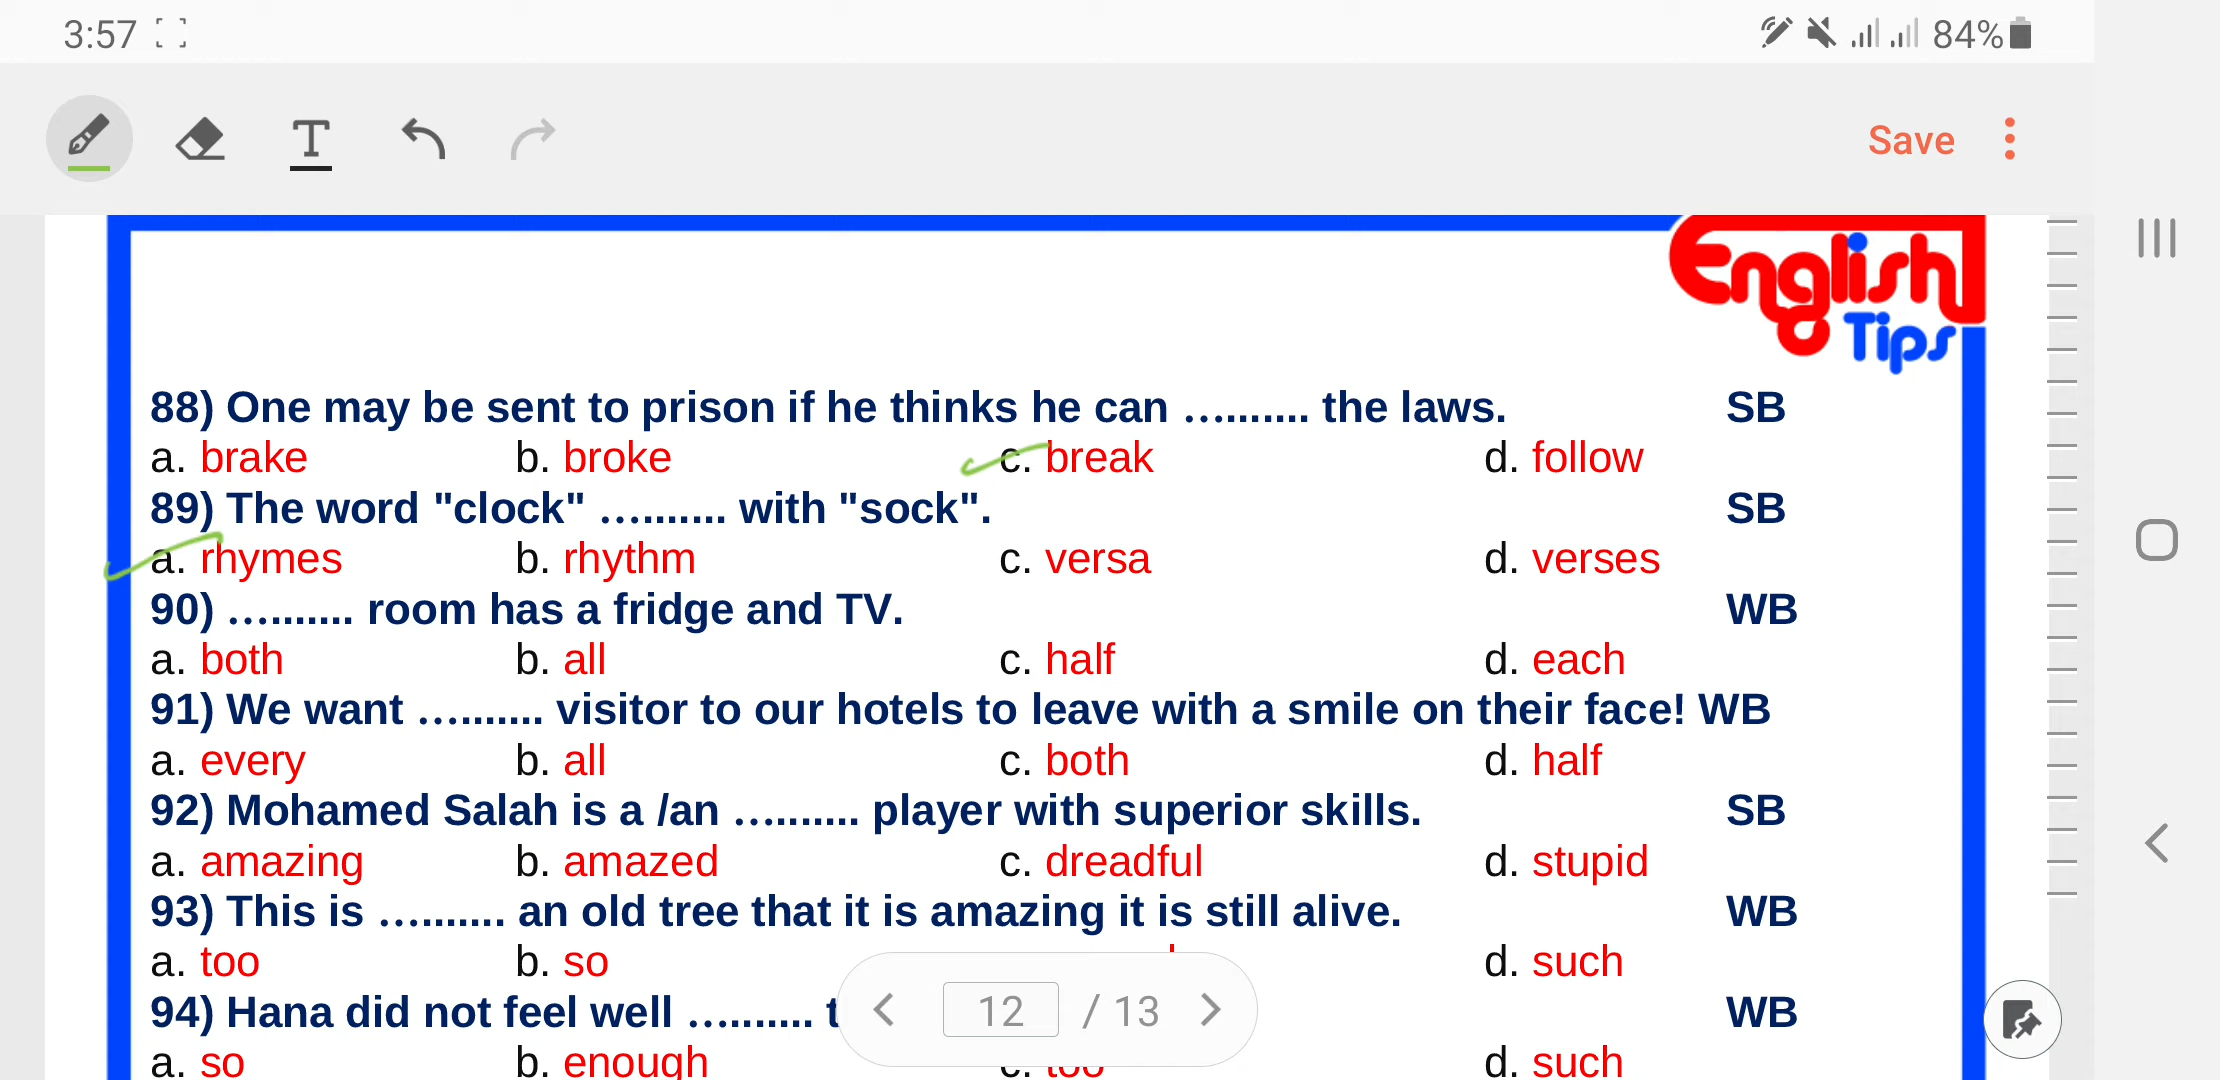 3:57
84%
T
Save
English
Tips
88) One may be sent to prison if he thinks he can ........... the laws. SB
a. brake b. broke c. break d. follow
89) The word "clock" ........... with "sock". SB
a. rhymes b. rhythm c. versa d. verses
90) ........... room has a fridge and TV. WB
a. both b. all c. half d. each
91) We want ........... visitor to our hotels to leave with a smile on their face! WB
a. every b. all c. both d. half
92) Mohamed Salah is a /an ........... player with superior skills. SB
a. amazing b. amazed c. dreadful d. stupid
93) This is ........... an old tree that it is amazing it is still alive. WB
a. too b. so d. such
94) Hana did not feel well ........... WB
12 / 13
a. so b. enough d. such